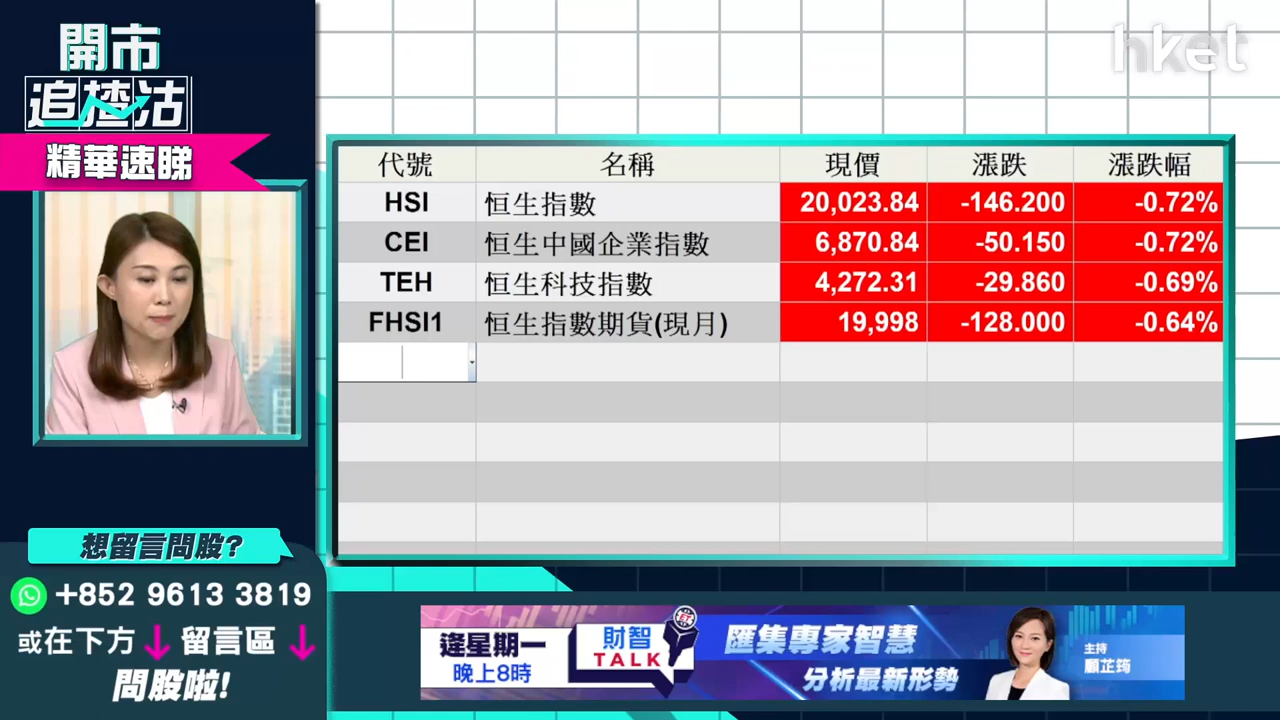 開市
追揸沽
精華速睇
hket
代號 名稱 現價 漲跌 漲跌幅
HSI 恒生指數 20,023.84 -146.200 -0.72%
CEI 恒生中國企業指數 6,870.84 -50.150 -0.72%
TEH 恒生科技指數 4,272.31 -29.860 -0.69%
FHSI1 恒生指數期貨(現月) 19,998 -128.000 -0.64%
想留言問股?
+852 9613 3819
或在下方 留言區
問股啦!
逢星期一
晚上8時
財智
TALK
匯集專家智慧
分析最新形勢
主持
顧芷筠